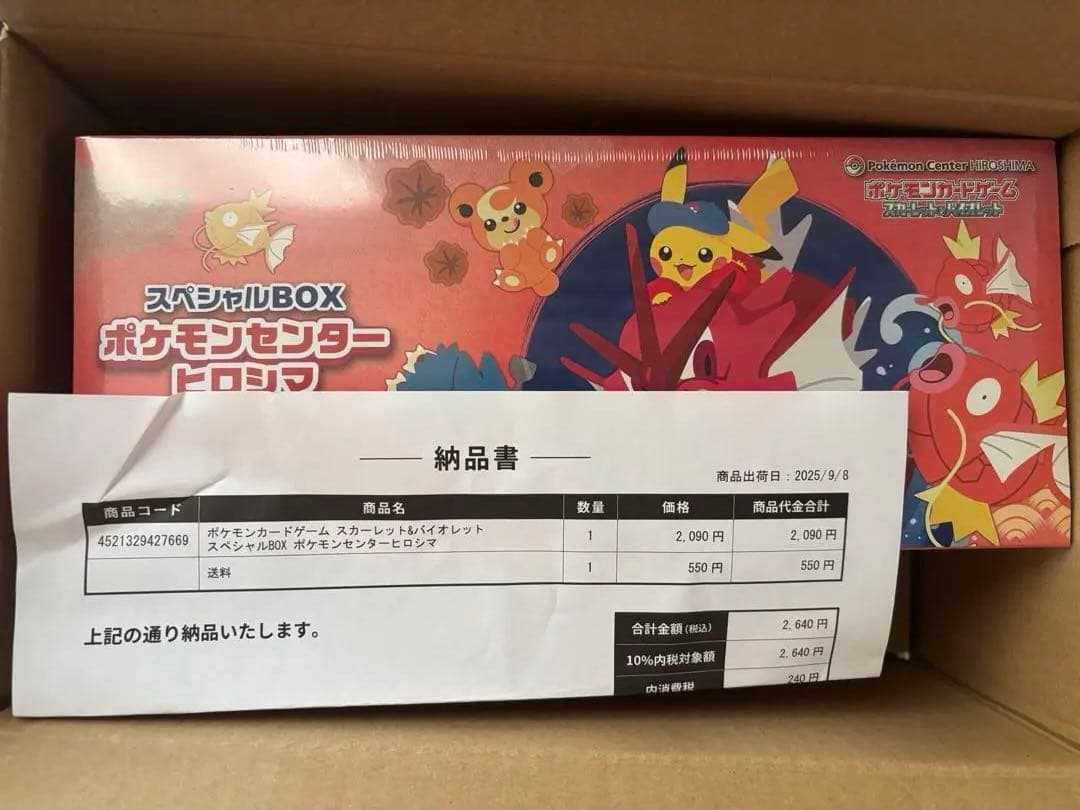 Pokémon Center HIROSHIMA
ポケモンカードゲーム
スカーレット&バイオレット
スペシャルBOX
ポケモンセンター
ヒロシマ
納品書
商品出荷日：2025/9/8
商品コード 商品名 数量 価格 商品代金合計
4521329427669 ポケモンカードゲーム スカーレット&バイオレット 1 2,090 円 2,090 円
スペシャルBOX ポケモンセンターヒロシマ
送料 1 550 円 550 円
上記の通り納品いたします。
合計金額(税込) 2,640 円
10%内税対象額 2,640 円
内消費税 240 円